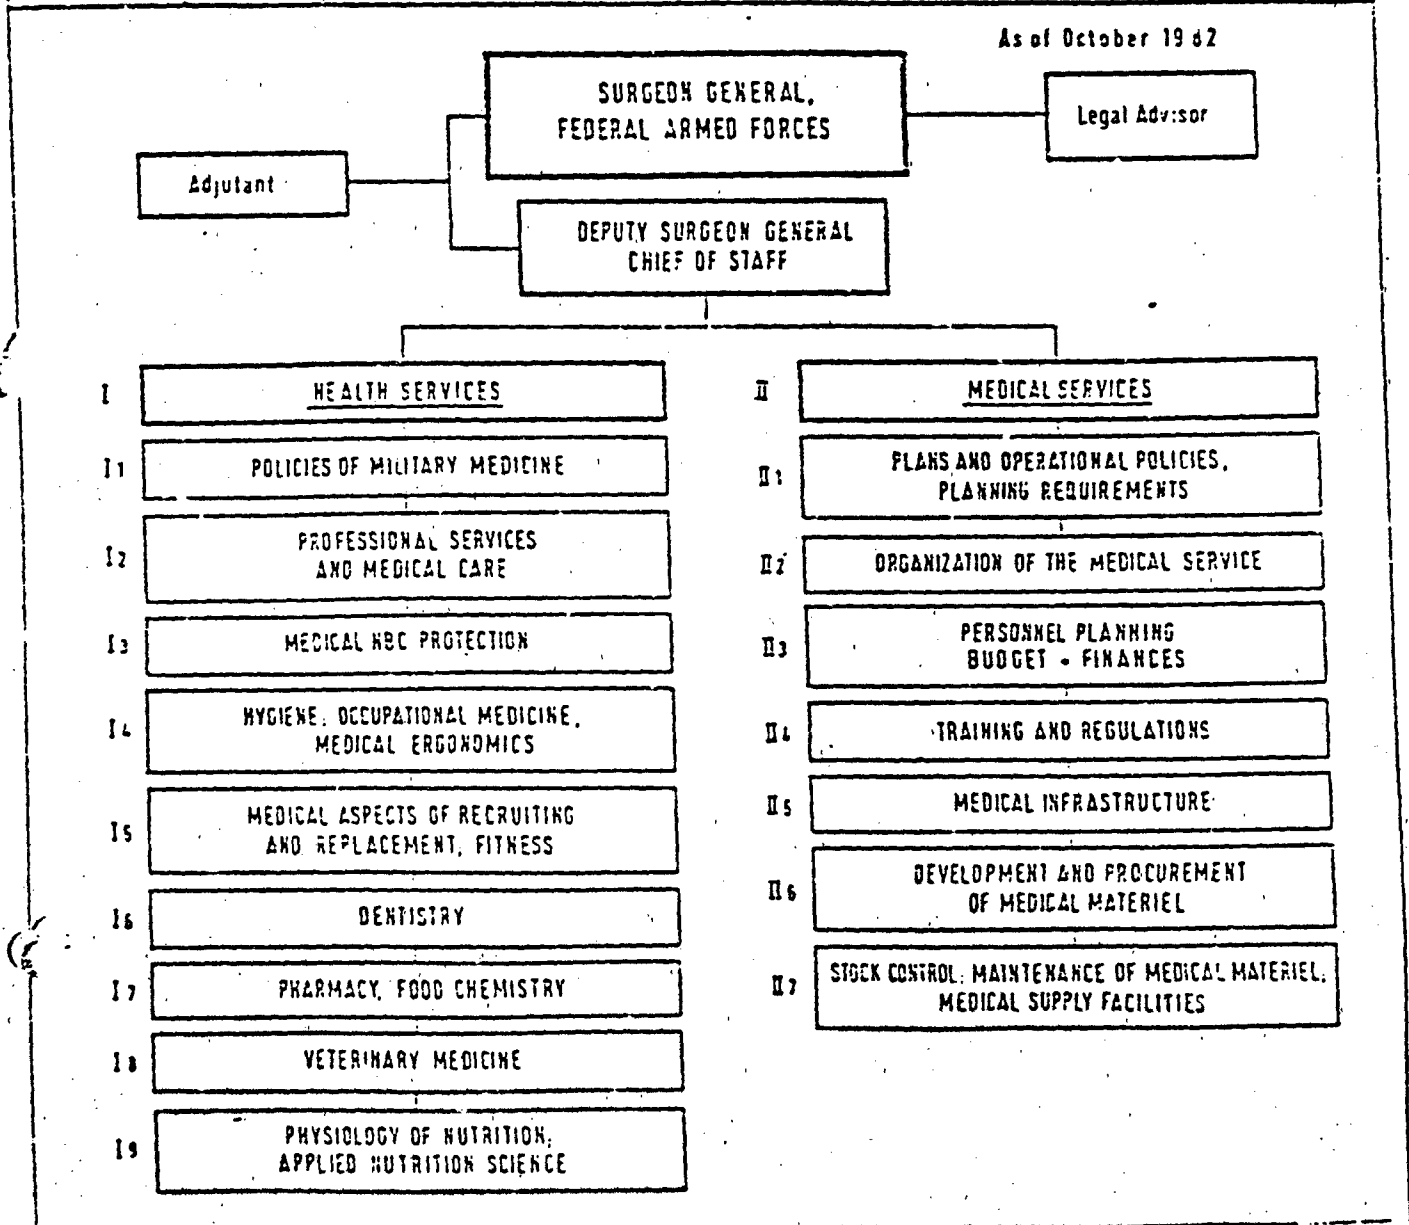 As of October 1982
SURGEON GENERAL,
FEDERAL ARMED FORCES
Legal Advisor
Adjutant
DEPUTY SURGEON GENERAL
CHIEF OF STAFF
I HEALTH SERVICES
I1 POLICIES OF MILITARY MEDICINE
I2 PROFESSIONAL SERVICES
AND MEDICAL CARE
I3 MEDICAL NBC PROTECTION
I4 HYGIENE; OCCUPATIONAL MEDICINE,
MEDICAL ERGONOMICS
I5 MEDICAL ASPECTS OF RECRUITING
AND REPLACEMENT, FITNESS
I6 DENTISTRY
I7 PHARMACY, FOOD CHEMISTRY
I8 VETERINARY MEDICINE
I9 PHYSIOLOGY OF NUTRITION;
APPLIED NUTRITION SCIENCE
II MEDICAL SERVICES
II1 PLANS AND OPERATIONAL POLICIES,
PLANNING REQUIREMENTS
II2 ORGANIZATION OF THE MEDICAL SERVICE
II3 PERSONNEL PLANNING
BUDGET - FINANCES
II4 TRAINING AND REGULATIONS
II5 MEDICAL INFRASTRUCTURE
II6 DEVELOPMENT AND PROCUREMENT
OF MEDICAL MATERIEL
II7 STOCK CONTROL; MAINTENANCE OF MEDICAL MATERIEL;
MEDICAL SUPPLY FACILITIES